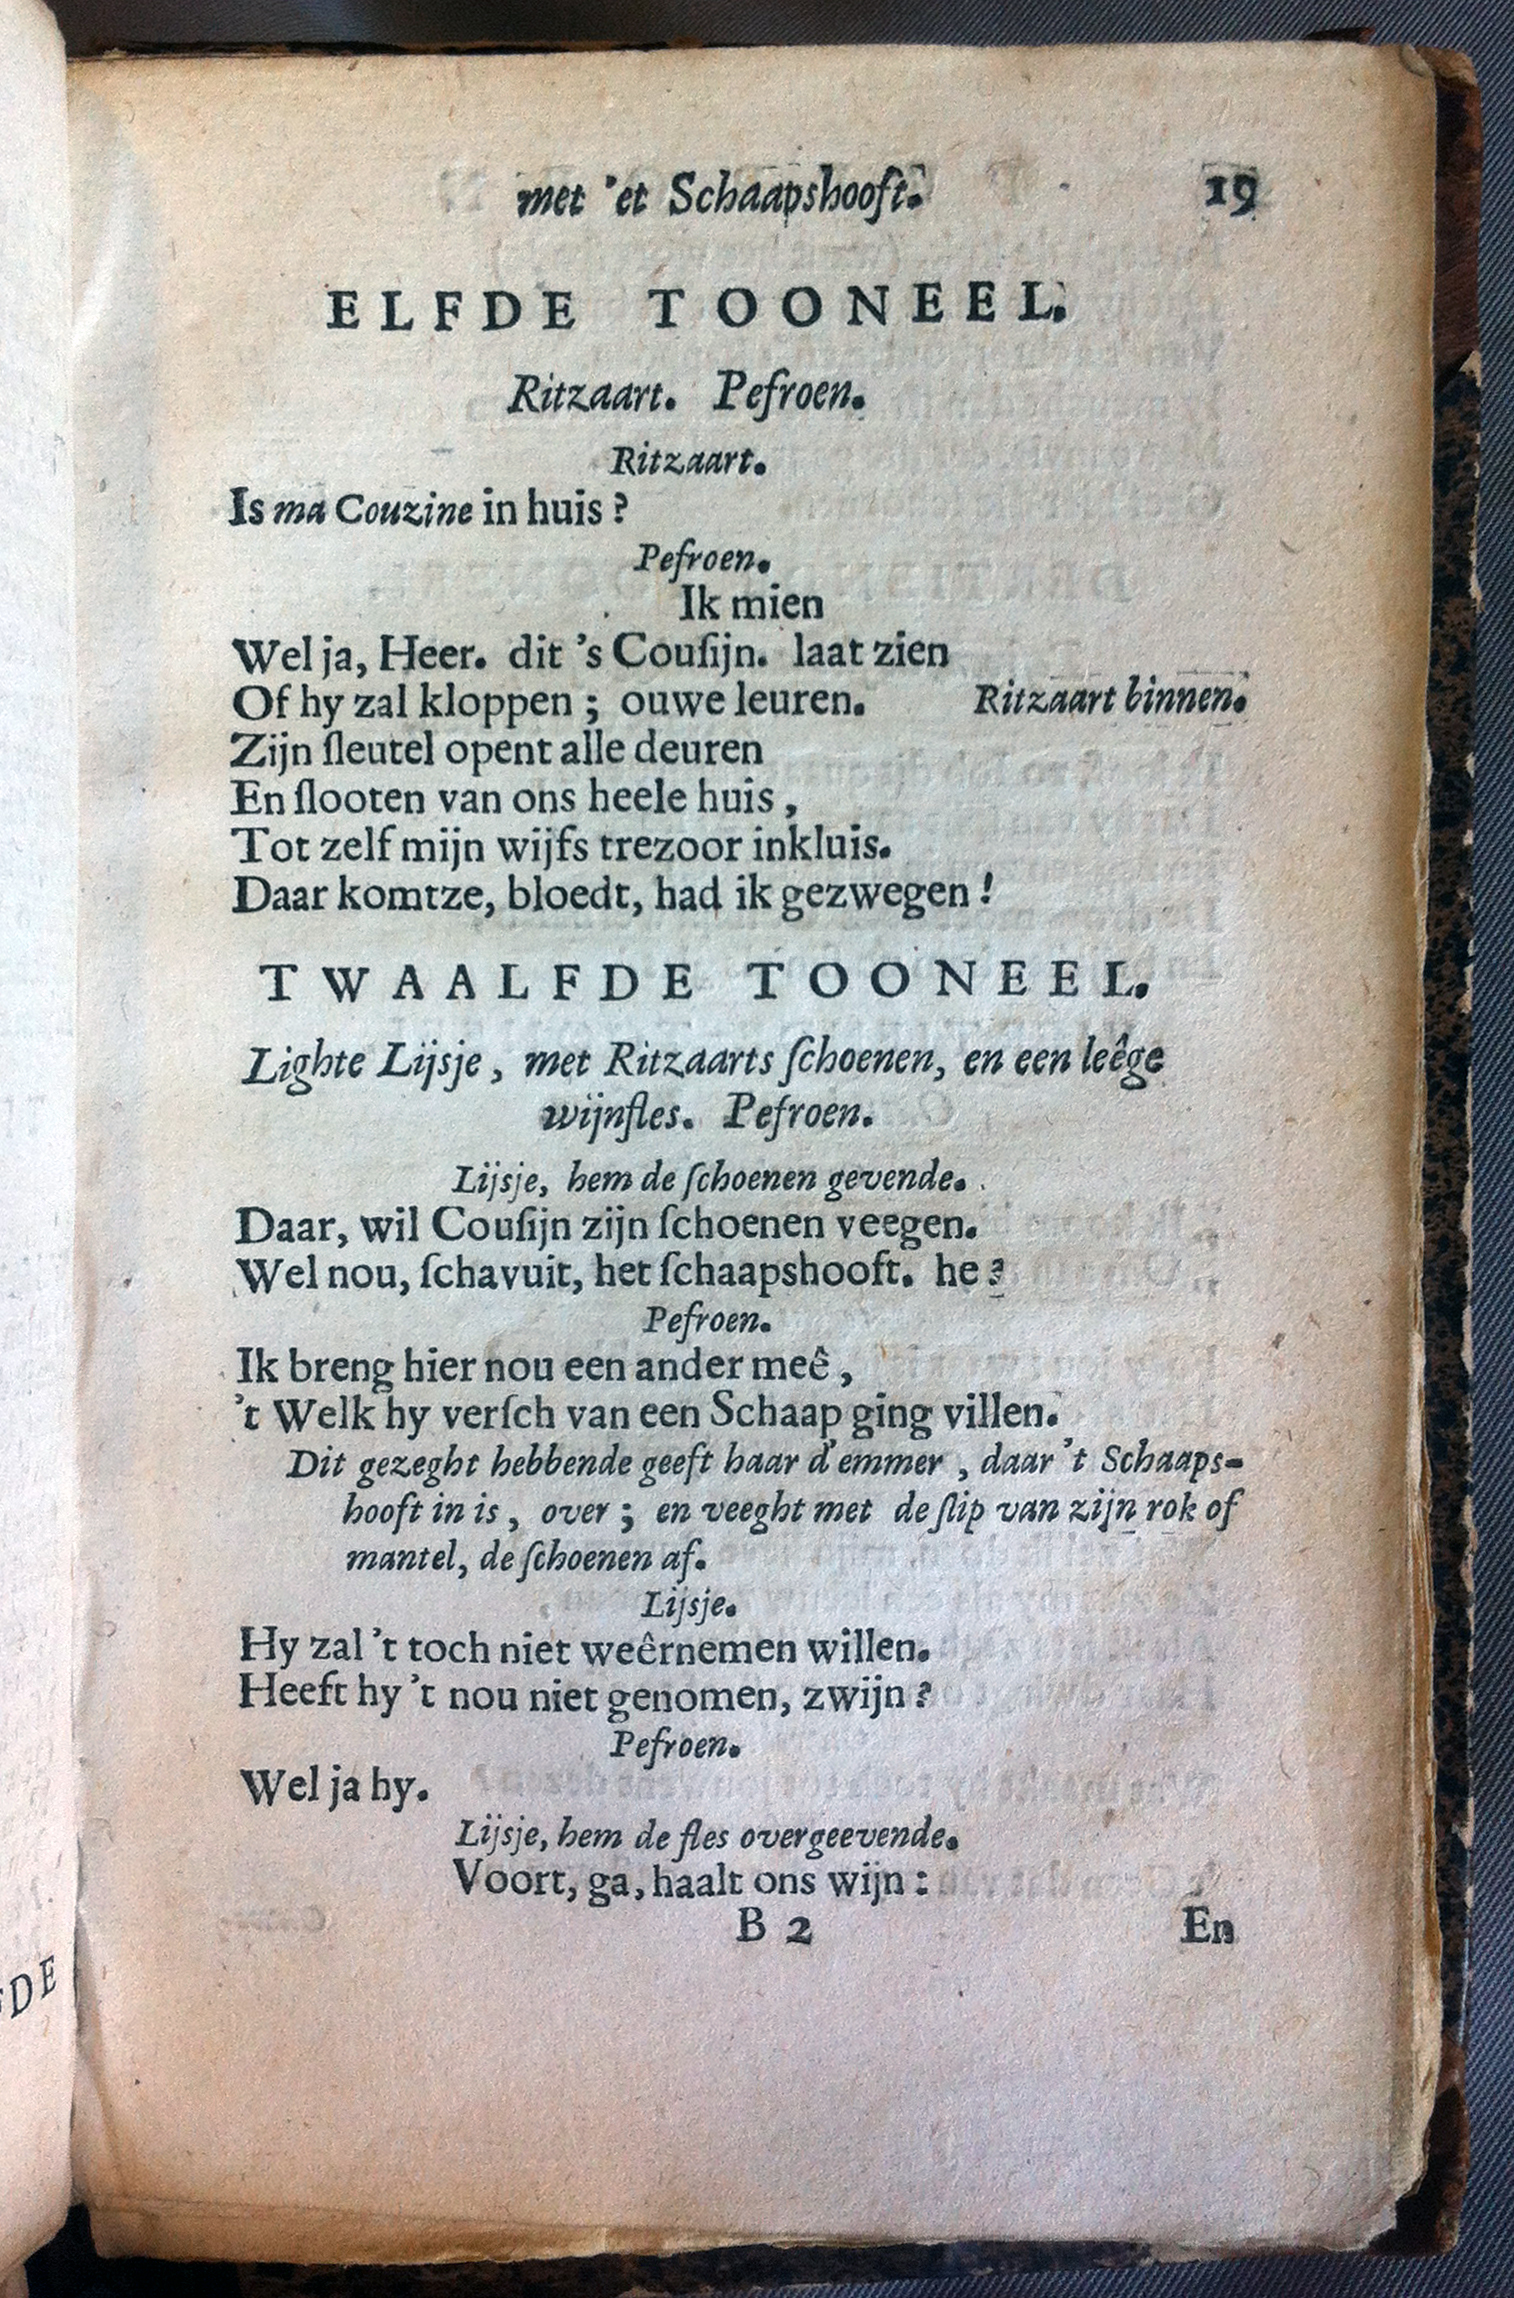 met 'et Schaapshooft. 19
ELFDE TOONEEL.
Ritzaart. Pefroen.
Ritzaart.
Is ma Couzine in huis ?
Pefroen.
Ik mien
Wel ja, Heer. dit 's Couſijn. laat zien
Of hy zal kloppen ; ouwe leuren. Ritzaart binnen.
Zijn ſleutel opent alle deuren
En ſlooten van ons heele huis ,
Tot zelf mijn wijfs trezoor inkluis.
Daar komtze, bloedt, had ik gezwegen !
TWAALFDE TOONEEL.
Lighte Lijsje , met Ritzaarts ſchoenen, en een leêge
wijnfles. Pefroen.
Lijsje, hem de ſchoenen gevende.
Daar, wil Couſijn zijn ſchoenen veegen.
Wel nou, ſchavuit, het ſchaapshooft. he ?
Pefroen.
Ik breng hier nou een ander meê ,
't Welk hy verſch van een Schaap ging villen.
Dit gezeght hebbende geeft haar d'emmer , daar 't Schaaps-
hooft in is , over ; en veeght met de ſlip van zijn rok of
mantel, de ſchoenen af.
Lijsje.
Hy zal 't toch niet weêrnemen willen.
Heeft hy 't nou niet genomen, zwijn ?
Pefroen.
Wel ja hy.
Lijsje, hem de fles overgeevende.
Voort, ga, haalt ons wijn :
B 2 En
DE